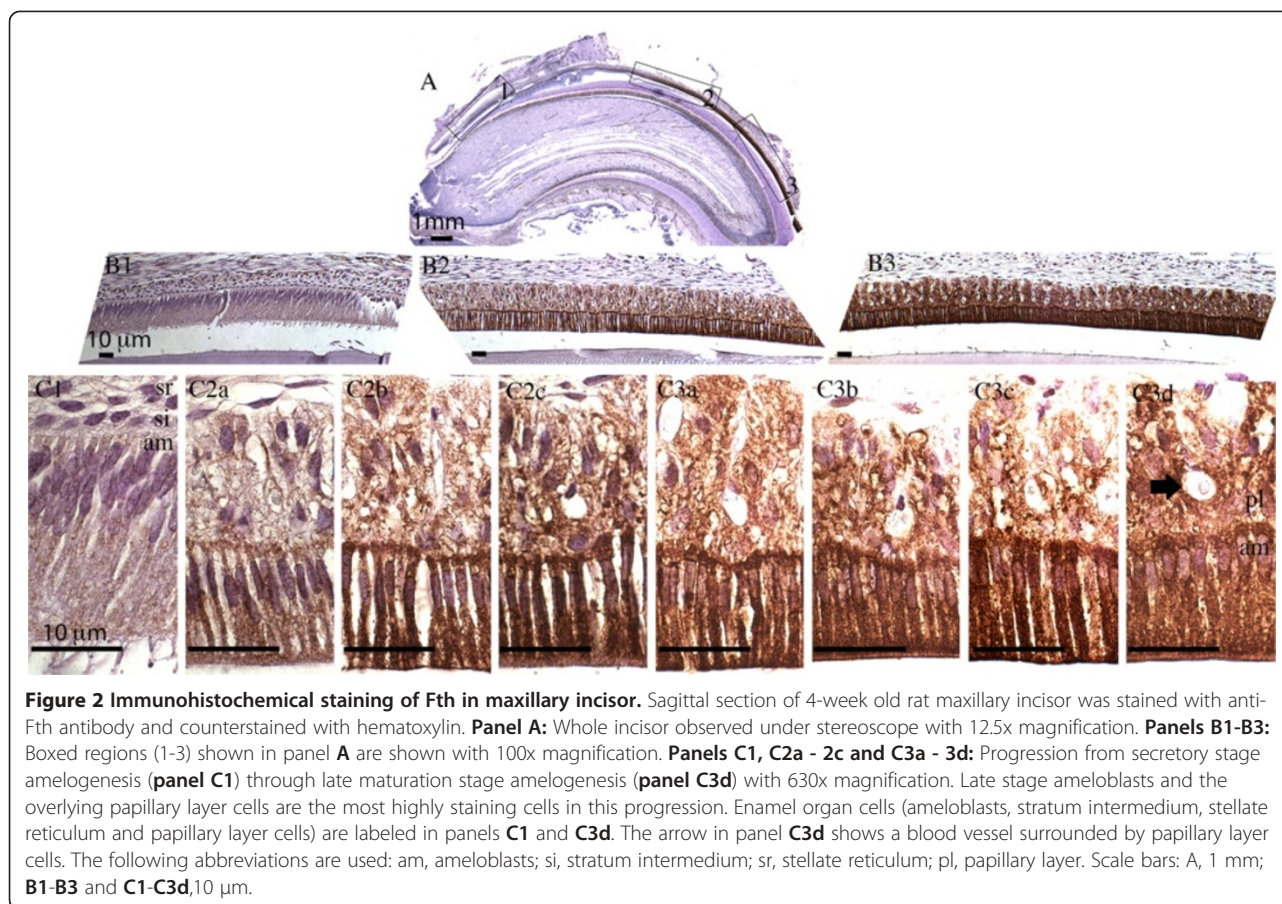 A
1
2
3
1mm
B1
B2
B3
10 μm
C1
C2a
C2b
C2c
C3a
C3b
C3c
C3d
sr
si
am
pl
am
10 μm
Figure 2 Immunohistochemical staining of Fth in maxillary incisor. Sagittal section of 4-week old rat maxillary incisor was stained with anti-
Fth antibody and counterstained with hematoxylin. Panel A: Whole incisor observed under stereoscope with 12.5x magnification. Panels B1-B3:
Boxed regions (1-3) shown in panel A are shown with 100x magnification. Panels C1, C2a - 2c and C3a - 3d: Progression from secretory stage
amelogenesis (panel C1) through late maturation stage amelogenesis (panel C3d) with 630x magnification. Late stage ameloblasts and the
overlying papillary layer cells are the most highly staining cells in this progression. Enamel organ cells (ameloblasts, stratum intermedium, stellate
reticulum and papillary layer cells) are labeled in panels C1 and C3d. The arrow in panel C3d shows a blood vessel surrounded by papillary layer
cells. The following abbreviations are used: am, ameloblasts; si, stratum intermedium; sr, stellate reticulum; pl, papillary layer. Scale bars: A, 1 mm;
B1-B3 and C1-C3d,10 μm.